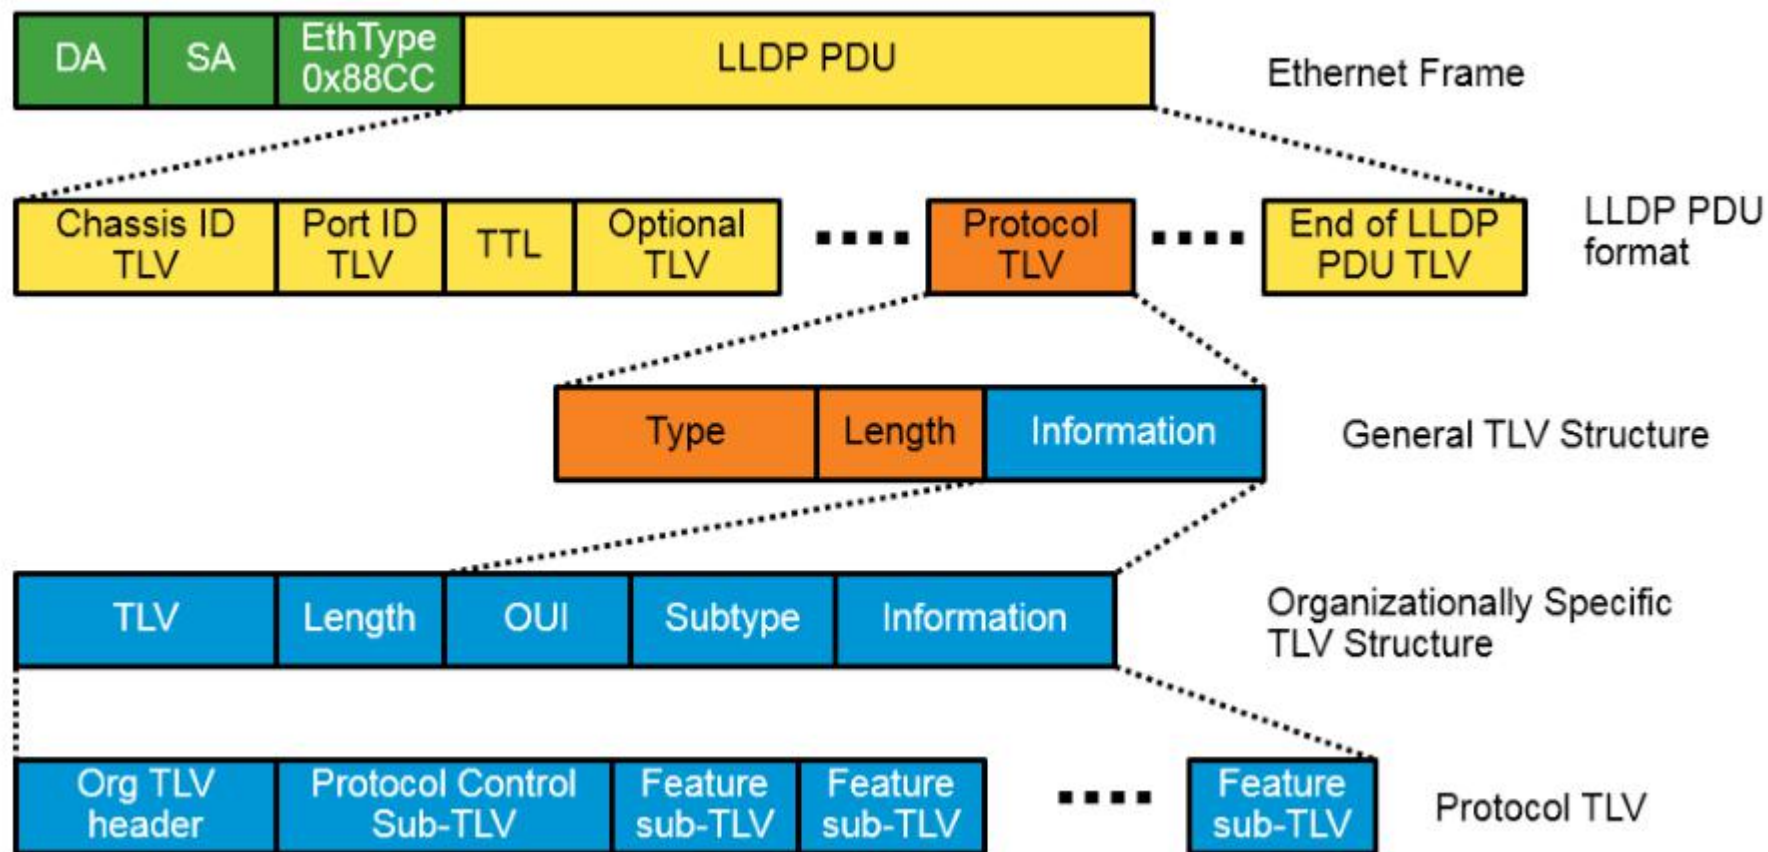 DA
SA
EthType
0x88CC
LLDP PDU
Ethernet Frame
Chassis ID
TLV
Port ID
TLV
TTL
Optional
TLV
Protocol
TLV
End of LLDP
PDU TLV
LLDP PDU
format
Type
Length
Information
General TLV Structure
TLV
Length
OUI
Subtype
Information
Organizationally Specific
TLV Structure
Org TLV
header
Protocol Control
Sub-TLV
Feature
sub-TLV
Feature
sub-TLV
Feature
sub-TLV
Protocol TLV